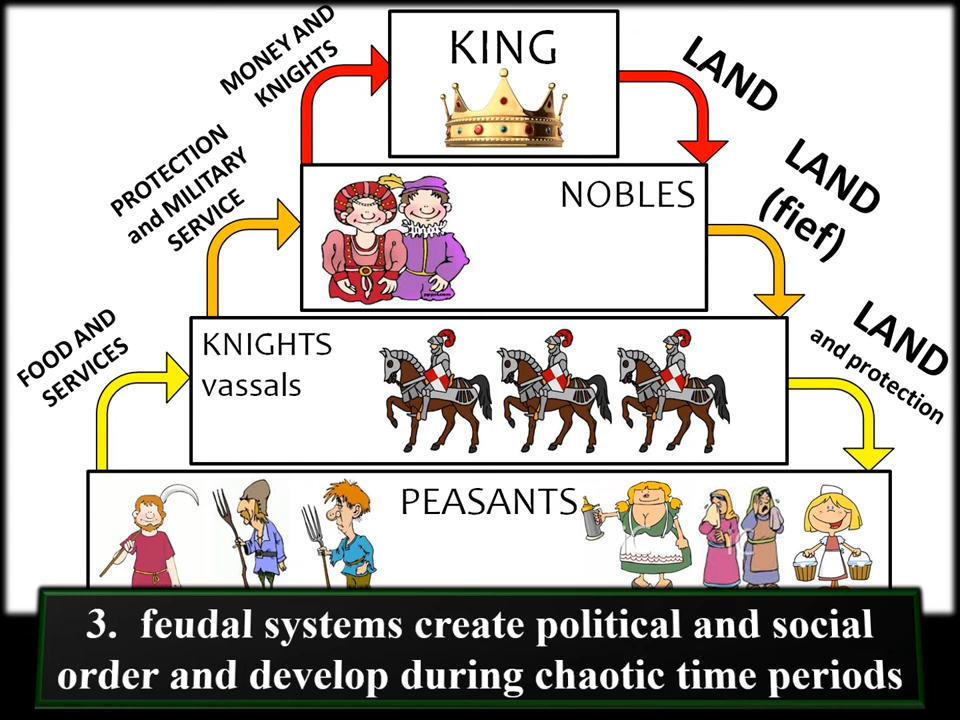 KING
MONEY AND
KNIGHTS
LAND
NOBLES
PROTECTION
and MILITARY
SERVICE
LAND
(fief)
KNIGHTS
vassals
FOOD AND
SERVICES
LAND
and protection
PEASANTS
3. feudal systems create political and social
order and develop during chaotic time periods